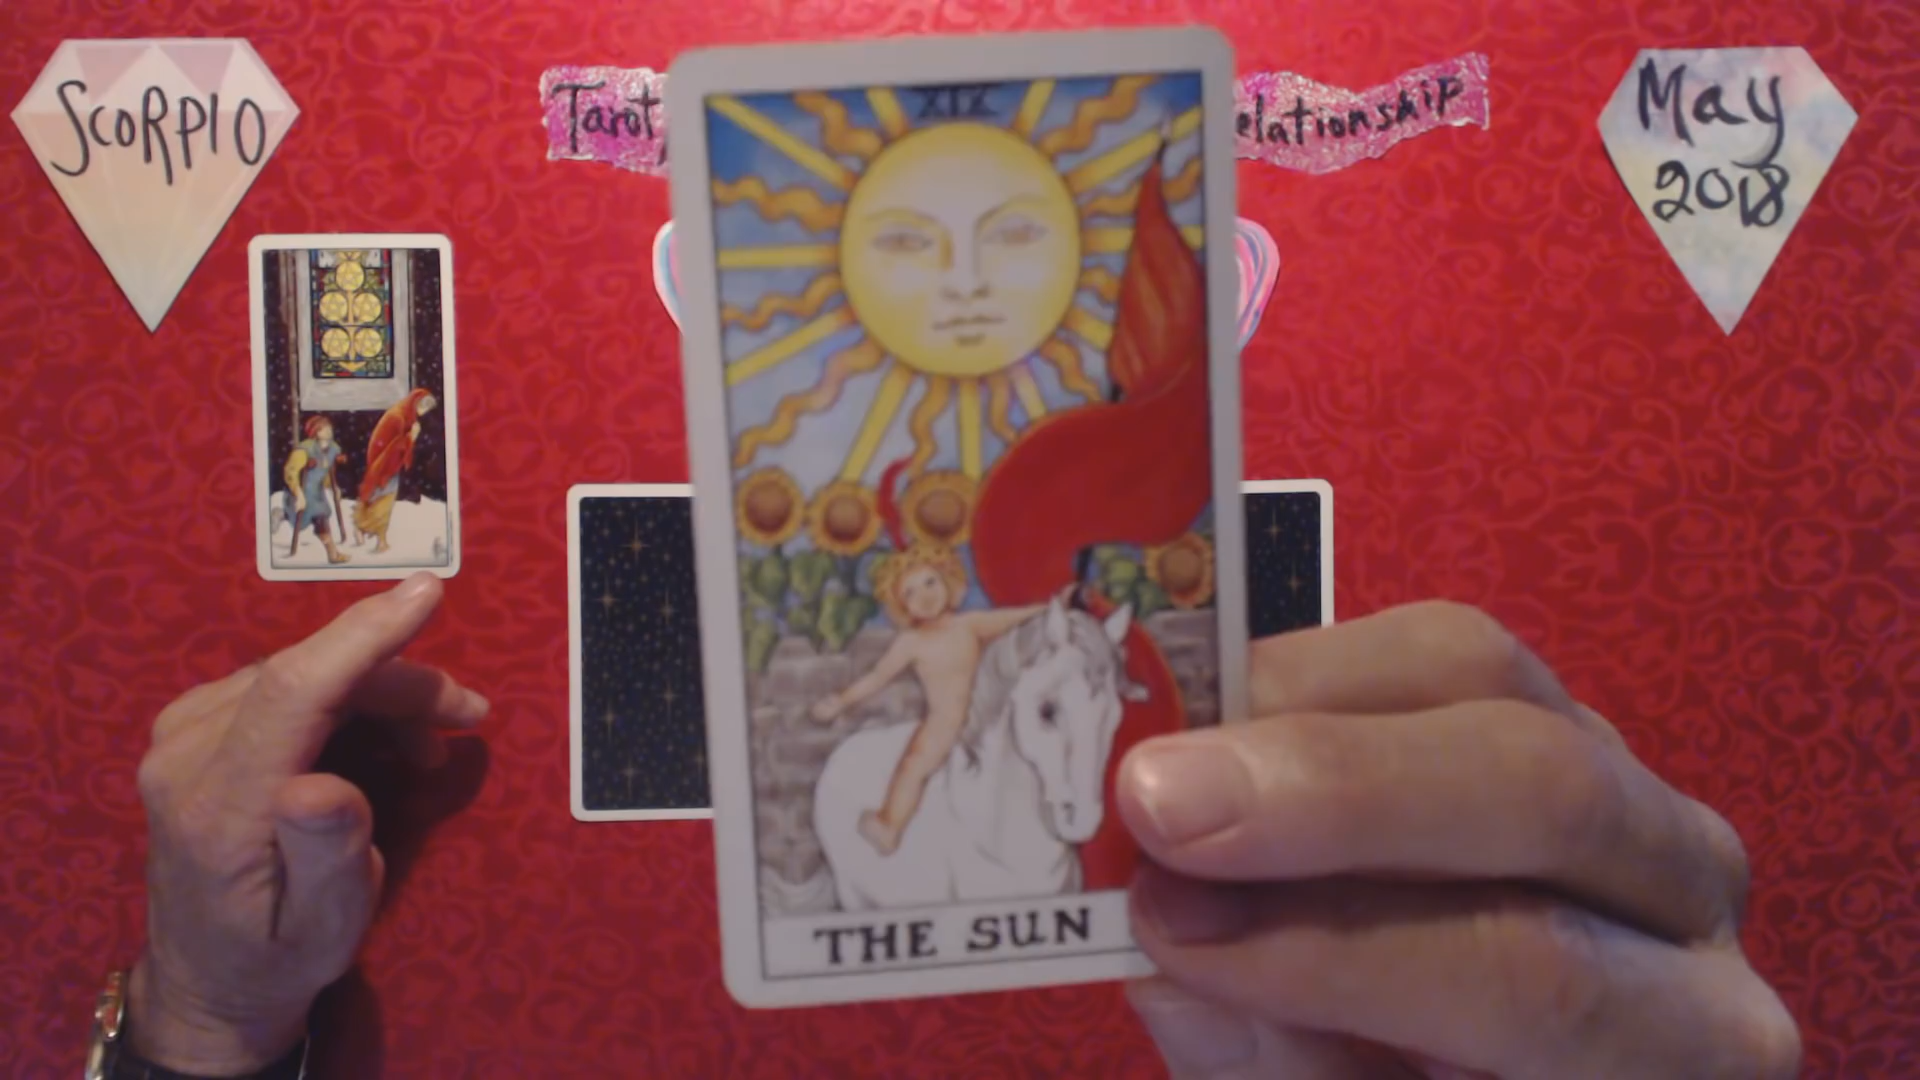 SCORPIO
Tarot
elationship
May
2018
XIX
THE SUN